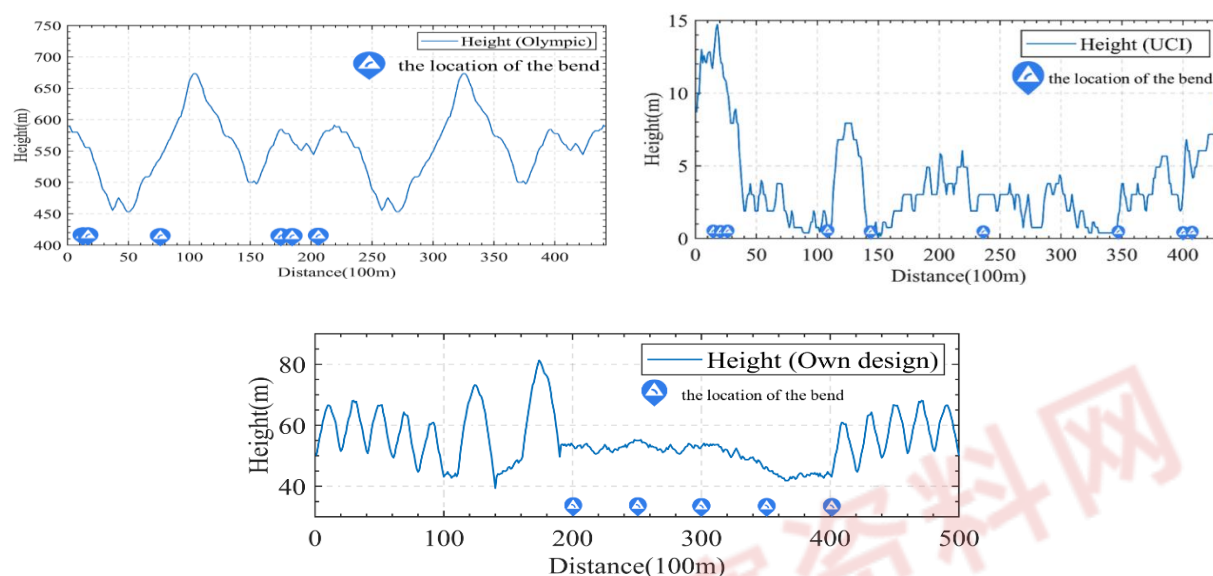 750
700
650
600
550
500
450
400
Height(m)
Height (Olympic)
the location of the bend
0 50 100 150 200 250 300 350 400
Distance(100m)
15
10
5
0
Height(m)
Height (UCI)
the location of the bend
0 50 100 150 200 250 300 350 400
Distance(100m)
80
60
40
Height(m)
Height (Own design)
the location of the bend
0 100 200 300 400 500
Distance(100m)
资料网